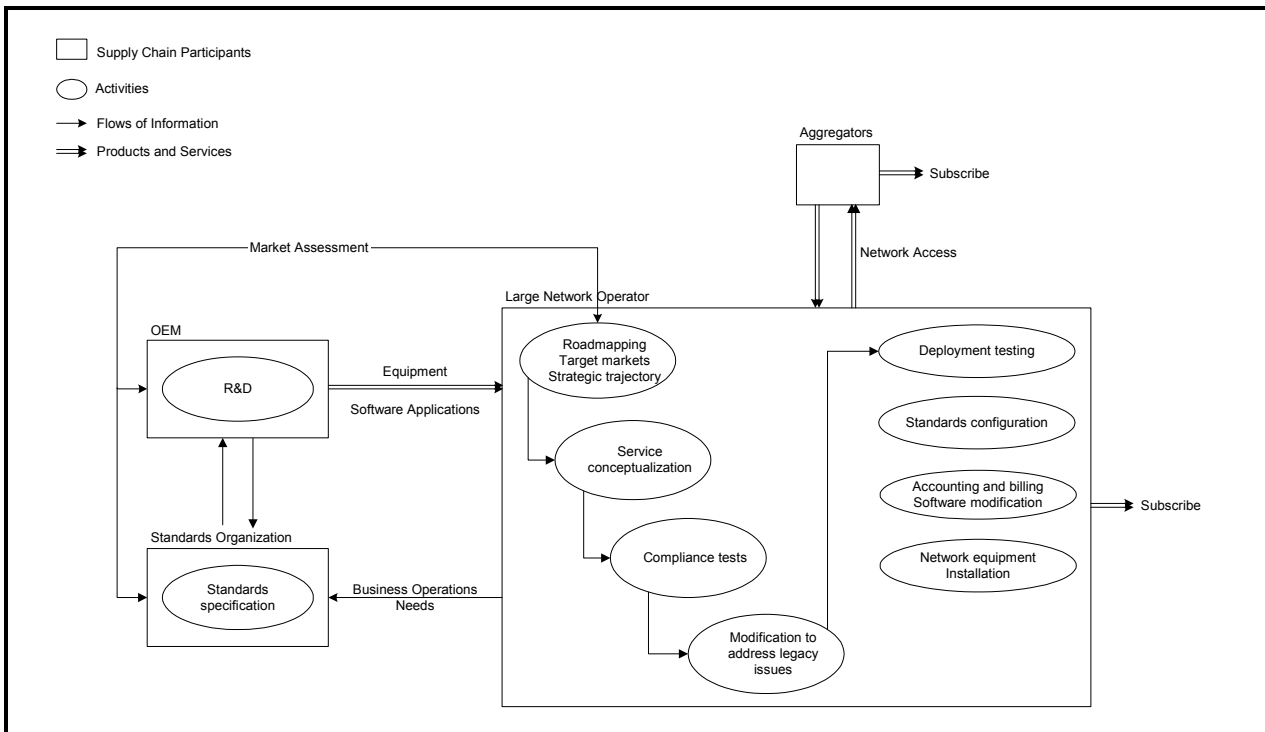 Supply Chain Participants
Activities
Flows of Information
Products and Services
Aggregators
Subscribe
Network Access
Market Assessment
Large Network Operator
OEM
R&D
Equipment
Software Applications
Roadmapping
Target markets
Strategic trajectory
Service
conceptualization
Compliance tests
Modification to
address legacy
issues
Deployment testing
Standards configuration
Accounting and billing
Software modification
Network equipment
Installation
Subscribe
Standards Organization
Standards
specification
Business Operations
Needs